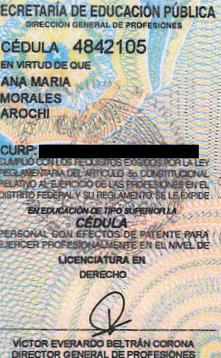 SECRETARÍA DE EDUCACIÓN PÚBLICA
DIRECCIÓN GENERAL DE PROFESIONES
CÉDULA 4842105
EN VIRTUD DE QUE
ANA MARIA
MORALES
AROCHI
CURP:
CUMPLIÓ CON LOS REQUISITOS EXIGIDOS POR LA LEY
REGLAMENTARIA DEL ARTÍCULO 5o. CONSTITUCIONAL
RELATIVO AL EJERCICIO DE LAS PROFESIONES EN EL
DISTRITO FEDERAL Y SU REGLAMENTO, SE LE EXPIDE
EN EDUCACIÓN DE TIPO SUPERIOR LA
CÉDULA
PERSONAL CON EFECTOS DE PATENTE PARA
EJERCER PROFESIONALMENTE EN EL NIVEL DE
LICENCIATURA EN
DERECHO
VÍCTOR EVERARDO BELTRÁN CORONA
DIRECTOR GENERAL DE PROFESIONES